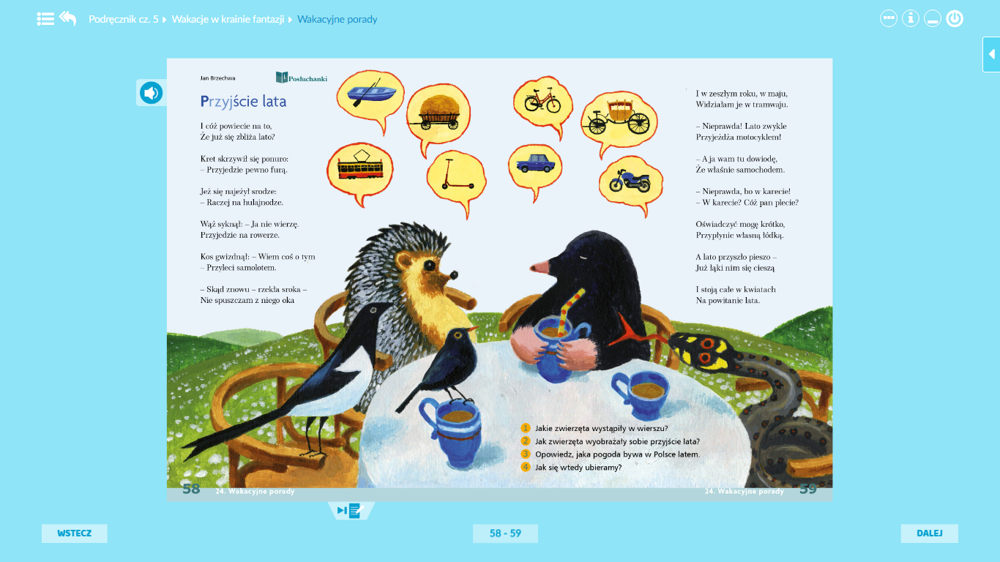 Podręcznik cz. 5 Wakacje w krainie fantazji Wakacyjne porady
Jan Brzechwa
Posłuchanki
Przyjście lata
I cóż powiecie na to,
Że już się zbliża lato?
Kret skrzywił się ponuro:
– Przyjedzie pewno furą.
Jeż się najeżył srodze:
– Raczej na hulajnodze.
Wąż syknął: – Ja nie wierzę.
Przyjedzie na rowerze.
Kos gwizdnął: – Wiem coś o tym
– Przyleci samolotem.
– Skąd znowu – rzekła sroka –
Nie spuszczam z niego oka
I w zeszłym roku, w maju,
Widziałam je w tramwaju.
– Nieprawda! Lato zwykle
Przyjeżdża motocyklem!
– A ja wam tu dowiodę,
Że właśnie samochodem.
– Nieprawda, bo w karecie!
– W karecie? Cóż pan plecie?
Oświadczyć mogę krótko,
Przypłynie własną łódką.
A lato przyszło pieszo –
Już łąki nim się cieszą
I stoją całe w kwiatach
Na powitanie lata.
1 Jakie zwierzęta wystąpiły w wierszu?
2 Jak zwierzęta wyobrażały sobie przyjście lata?
3 Opowiedz, jaka pogoda bywa w Polsce latem.
4 Jak się wtedy ubieramy?
58 24. Wakacyjne porady
24. Wakacyjne porady 59
WSTECZ
58 - 59
DALEJ